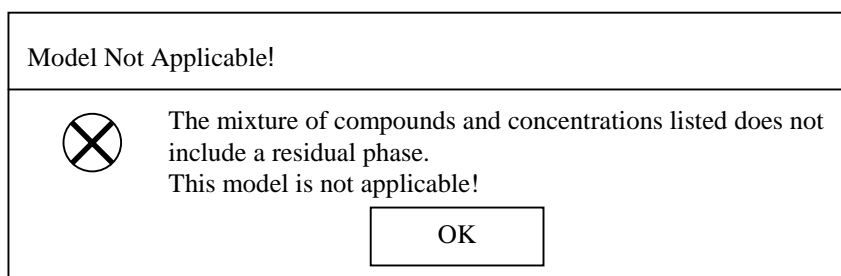 Model Not Applicable!
The mixture of compounds and concentrations listed does not
include a residual phase.
This model is not applicable!
OK